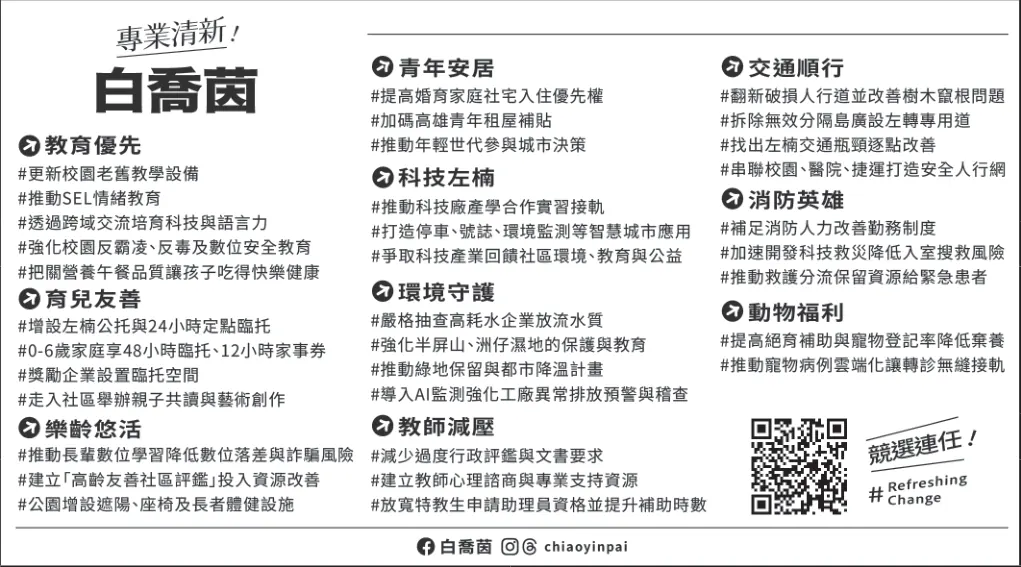 專業清新!
白喬茵
教育優先
#更新校園老舊教學設備
#推動SEL情緒教育
#透過跨域交流培育科技與語言力
#強化校園反霸凌、反毒及數位安全教育
#把關營養午餐品質讓孩子吃得快樂健康
育兒友善
#增設左楠公托與24小時定點臨托
#0-6歲家庭享48小時臨托、12小時家事券
#獎勵企業設置臨托空間
#走入社區舉辦親子共讀與藝術創作
樂齡悠活
#推動長輩數位學習降低數位落差與詐騙風險
#建立「高齡友善社區評鑑」投入資源改善
#公園增設遮陽、座椅及長者體健設施
青年安居
#提高婚育家庭社宅入住優先權
#加碼高雄青年租屋補貼
#推動年輕世代參與城市決策
科技左楠
#推動科技廠產學合作實習接軌
#打造停車、號誌、環境監測等智慧城市應用
#爭取科技產業回饋社區環境、教育與公益
環境守護
#嚴格抽查高耗水企業放流水質
#強化半屏山、洲仔濕地的保護與教育
#推動綠地保留與都市降溫計畫
#導入AI監測強化工廠異常排放預警與稽查
教師減壓
#減少過度行政評鑑與文書要求
#建立教師心理諮商與專業支持資源
#放寬特教生申請助理員資格並提升補助時數
交通順行
#翻新破損人行道並改善樹木竄根問題
#拆除無效分隔島廣設左轉專用道
#找出左楠交通瓶頸逐點改善
#串聯校園、醫院、捷運打造安全人行網
消防英雄
#補足消防人力改善勤務制度
#加速開發科技救災降低入室搜救風險
#推動救護分流保留資源給緊急患者
動物福利
#提高絕育補助與寵物登記率降低棄養
#推動寵物病例雲端化讓轉診無縫接軌
競選連任!
# Refreshing
Change
白喬茵 chiaoyinpai